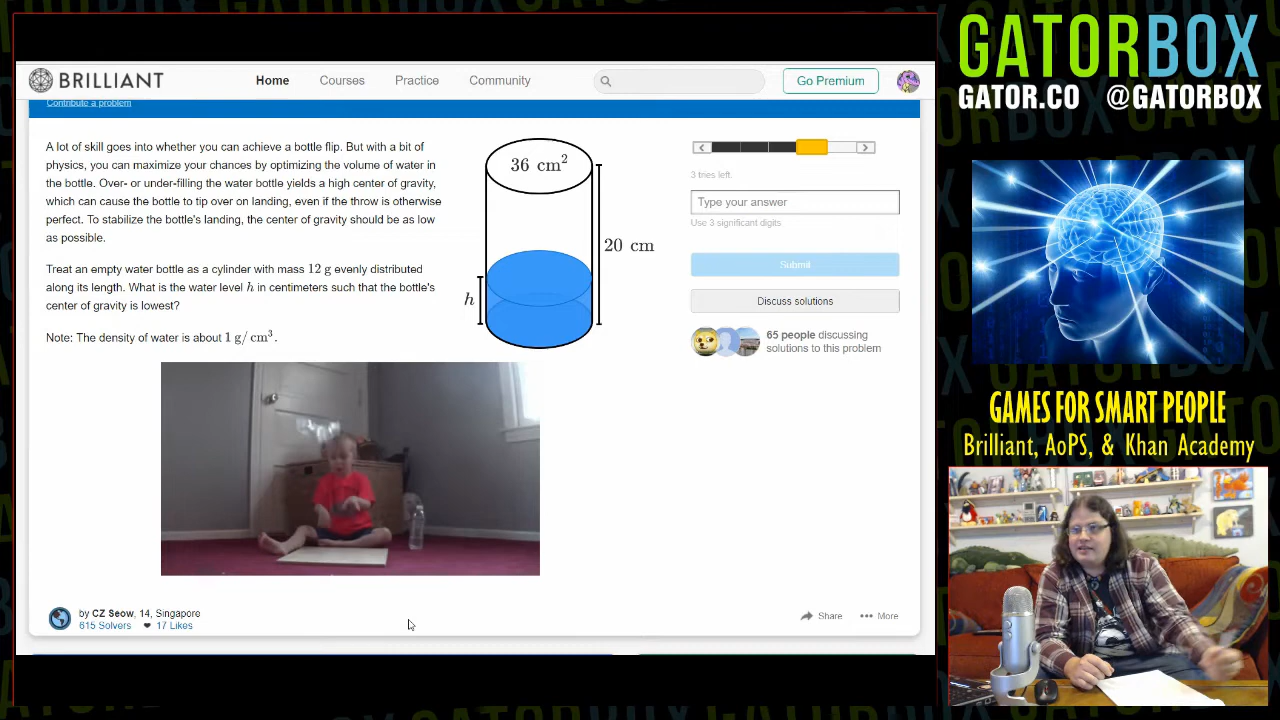 BRILLIANT
Home
Courses
Practice
Community
Go Premium
Contribute a problem
A lot of skill goes into whether you can achieve a bottle flip. But with a bit of
physics, you can maximize your chances by optimizing the volume of water in
the bottle. Over- or under-filling the water bottle yields a high center of gravity,
which can cause the bottle to tip over on landing, even if the throw is otherwise
perfect. To stabilize the bottle's landing, the center of gravity should be as low
as possible.
Treat an empty water bottle as a cylinder with mass 12 g evenly distributed
along its length. What is the water level h in centimeters such that the bottle's
center of gravity is lowest?
Note: The density of water is about 1 g/ cm³.
36 cm²
20 cm
h
3 tries left.
Type your answer
Use 3 significant digits
Submit
Discuss solutions
65 people discussing
solutions to this problem
by CZ Seow, 14, Singapore
615 Solvers
17 Likes
Share
More
GATORBOX
GATOR.CO @GATORBOX
GAMES FOR SMART PEOPLE
Brilliant, AoPS, & Khan Academy